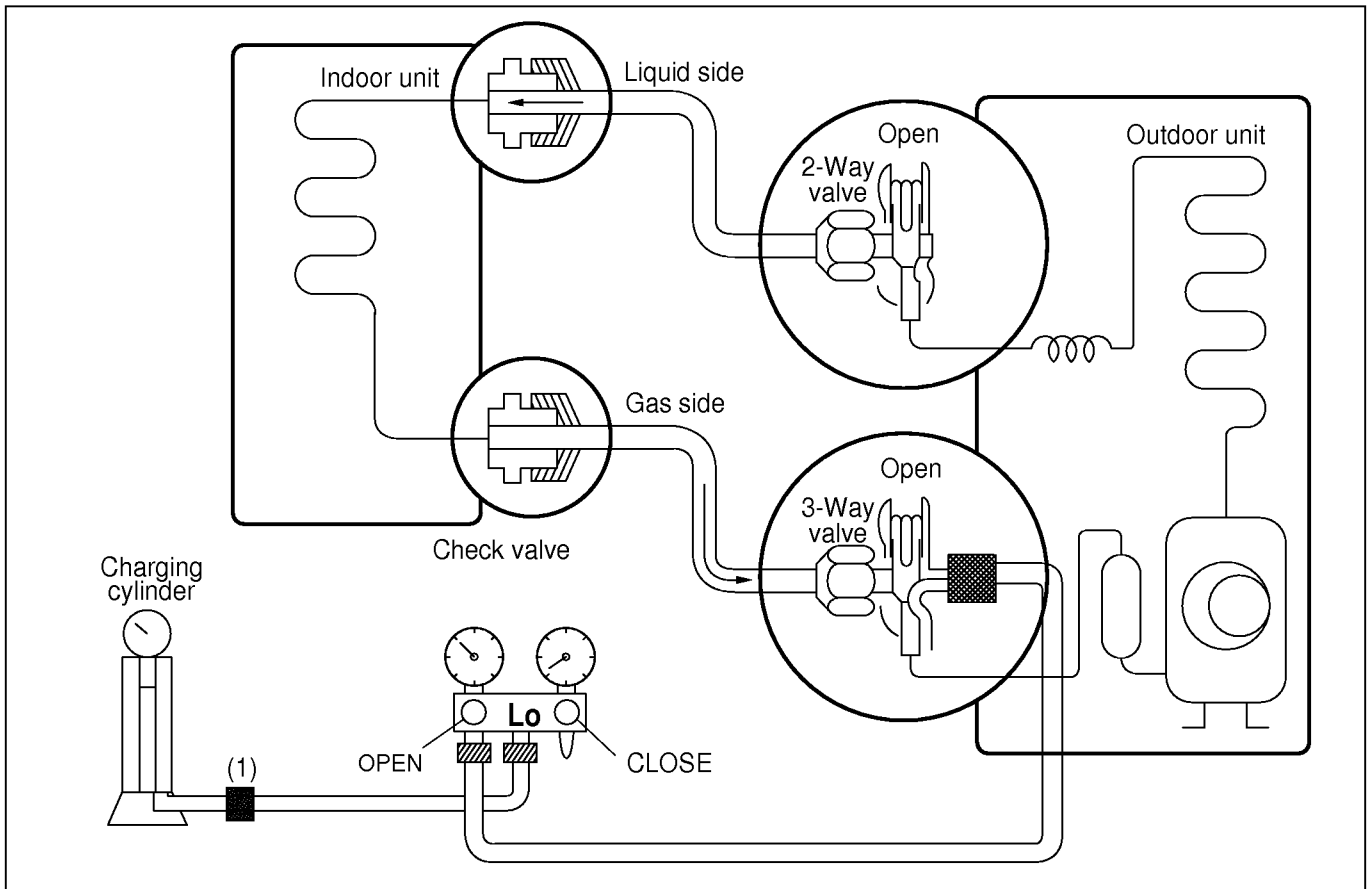 Indoor unit
Liquid side
Open
2-Way
valve
Outdoor unit
Gas side
Open
3-Way
valve
Check valve
Charging
cylinder
Lo
OPEN
CLOSE
(1)